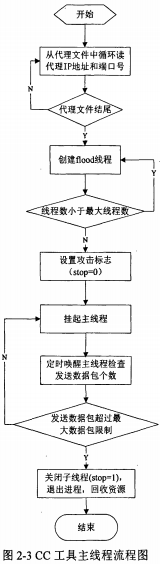 开始
从代理文件中循环读
代理IP地址和端口号
N
代理文件结尾
Y
创建flood线程
Y
线程数小于最大线程数
N
设置攻击标志
（stop=0）
挂起主线程
N
定时唤醒主线程检查
发送数据包个数
发送数据包超过最
大数据包限制
Y
关闭子线程(stop=1)，
退出进程，回收资源
结束
图 2-3 CC 工具主线程流程图